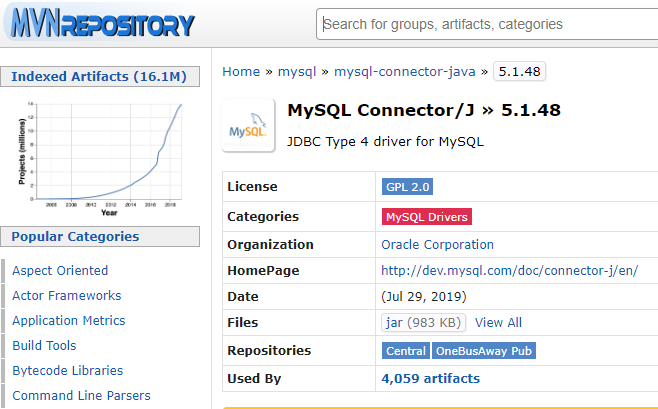 MVNREPOSITORY
Search for groups, artifacts, categories
Indexed Artifacts (16.1M)
Projects (millions)
14
12
10
8
6
4
2
0
2006 2008 2010 2012 2014 2016 2018
Year
Popular Categories
Aspect Oriented
Actor Frameworks
Application Metrics
Build Tools
Bytecode Libraries
Command Line Parsers
Home » mysql » mysql-connector-java » 5.1.48
MySQL
MySQL Connector/J » 5.1.48
JDBC Type 4 driver for MySQL
License GPL 2.0
Categories MySQL Drivers
Organization Oracle Corporation
HomePage http://dev.mysql.com/doc/connector-j/en/
Date (Jul 29, 2019)
Files jar (983 KB) View All
Repositories Central OneBusAway Pub
Used By 4,059 artifacts